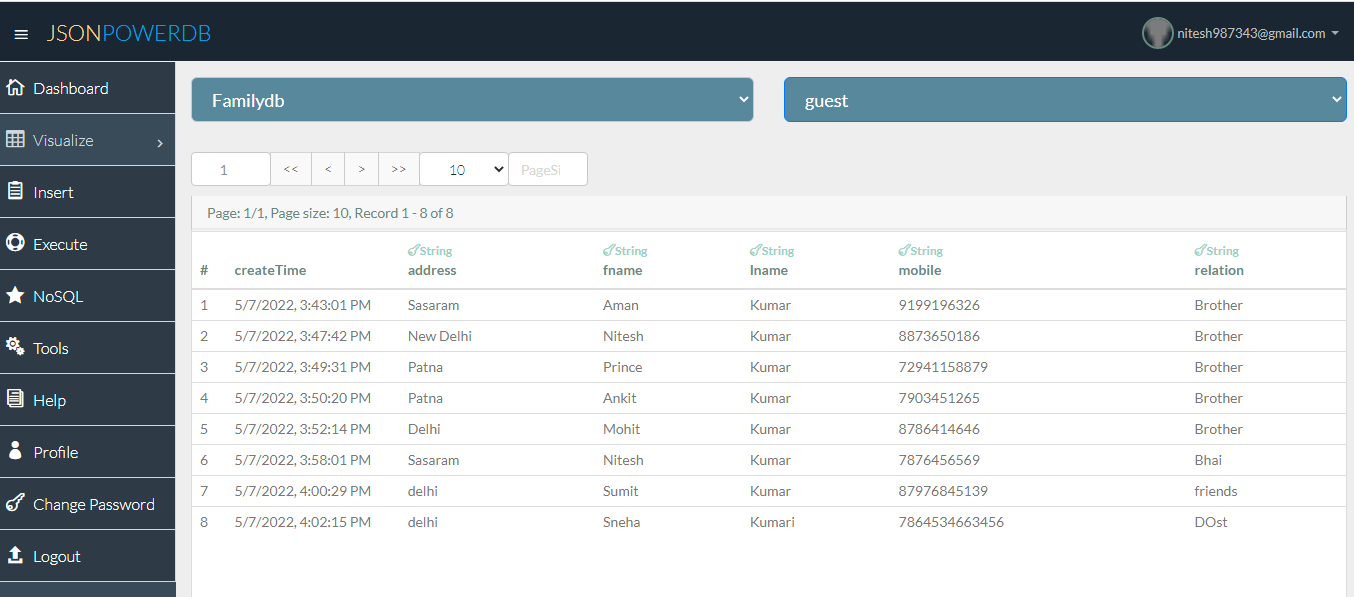 JSONPOWERDB
nitesh987343@gmail.com
Dashboard
Visualize
Insert
Execute
NoSQL
Tools
Help
Profile
Change Password
Logout
Familydb
guest
1 << < > >> 10 PageSi
Page: 1/1, Page size: 10, Record 1 - 8 of 8
String String String String String
# createTime address fname lname mobile relation
1 5/7/2022, 3:43:01 PM Sasaram Aman Kumar 9199196326 Brother
2 5/7/2022, 3:47:42 PM New Delhi Nitesh Kumar 8873650186 Brother
3 5/7/2022, 3:49:31 PM Patna Prince Kumar 72941158879 Brother
4 5/7/2022, 3:50:20 PM Patna Ankit Kumar 7903451265 Brother
5 5/7/2022, 3:52:14 PM Delhi Mohit Kumar 8786414646 Brother
6 5/7/2022, 3:58:01 PM Sasaram Nitesh Kumar 7876456569 Bhai
7 5/7/2022, 4:00:29 PM delhi Sumit Kumar 87976845139 friends
8 5/7/2022, 4:02:15 PM delhi Sneha Kumari 7864534663456 DOst